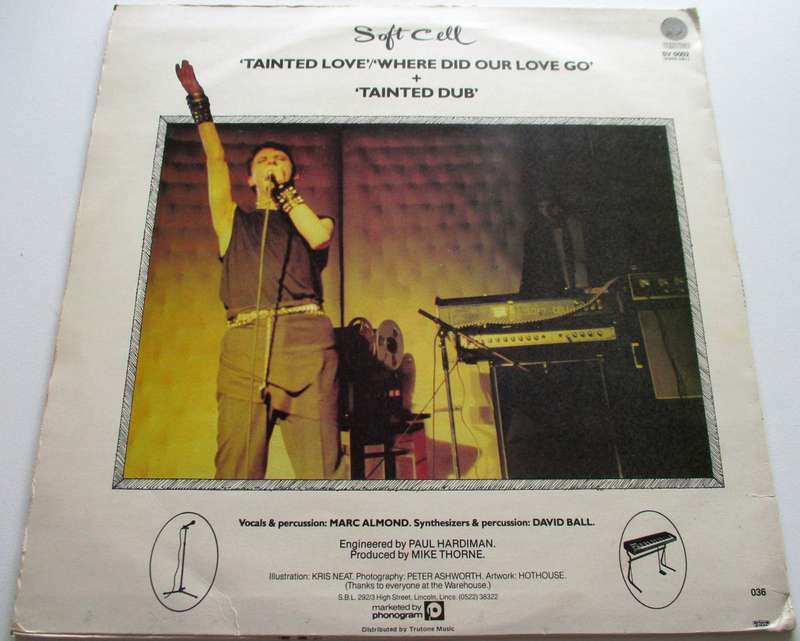 Soft Cell
'TAINTED LOVE'/'WHERE DID OUR LOVE GO'
+
'TAINTED DUB'
SV 0002
Vocals & percussion: MARC ALMOND. Synthesizers & percussion: DAVID BALL.
Engineered by PAUL HARDIMAN.
Produced by MIKE THORNE.
Illustration: KRIS NEAT. Photography: PETER ASHWORTH. Artwork: HOTHOUSE.
(Thanks to everyone at the Warehouse.)
S.B.L. 292/3 High Street, Lincoln, Lincs. (0522) 38322
marketed by
phonogram
Distributed by Trutone Music
036